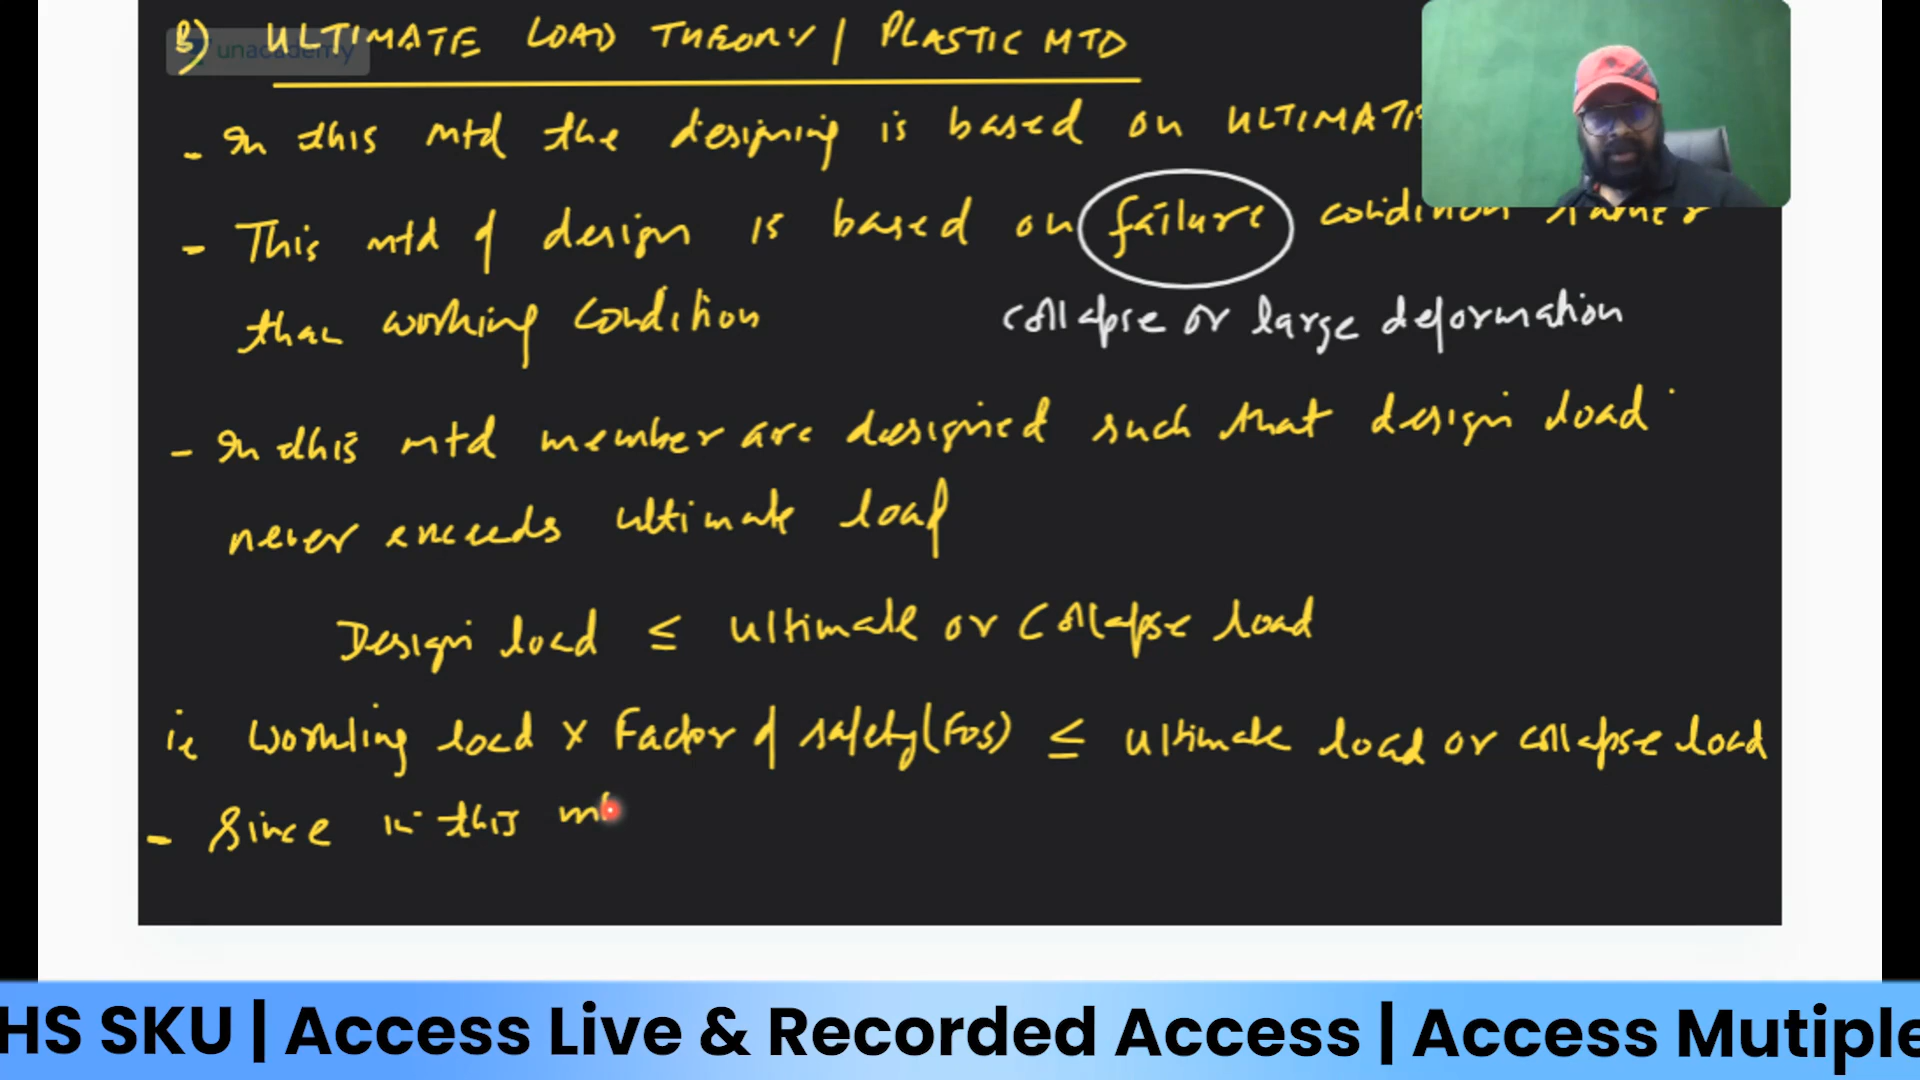 B) ULTIMATE LOAD THEORY / PLASTIC MTD
unacademy
- In this mtd the designing is based on ULTIMATE
- This mtd of design is based on failure condition rather
than working condition
collapse or large deformation
- In this mtd member are designed such that design load
never exceeds ultimate load
Design load ≤ ultimate or collapse load
ie working load x Factor of safety (FOS) ≤ ultimate load or collapse load
- Since in this
HS SKU | Access Live & Recorded Access | Access Mutiple